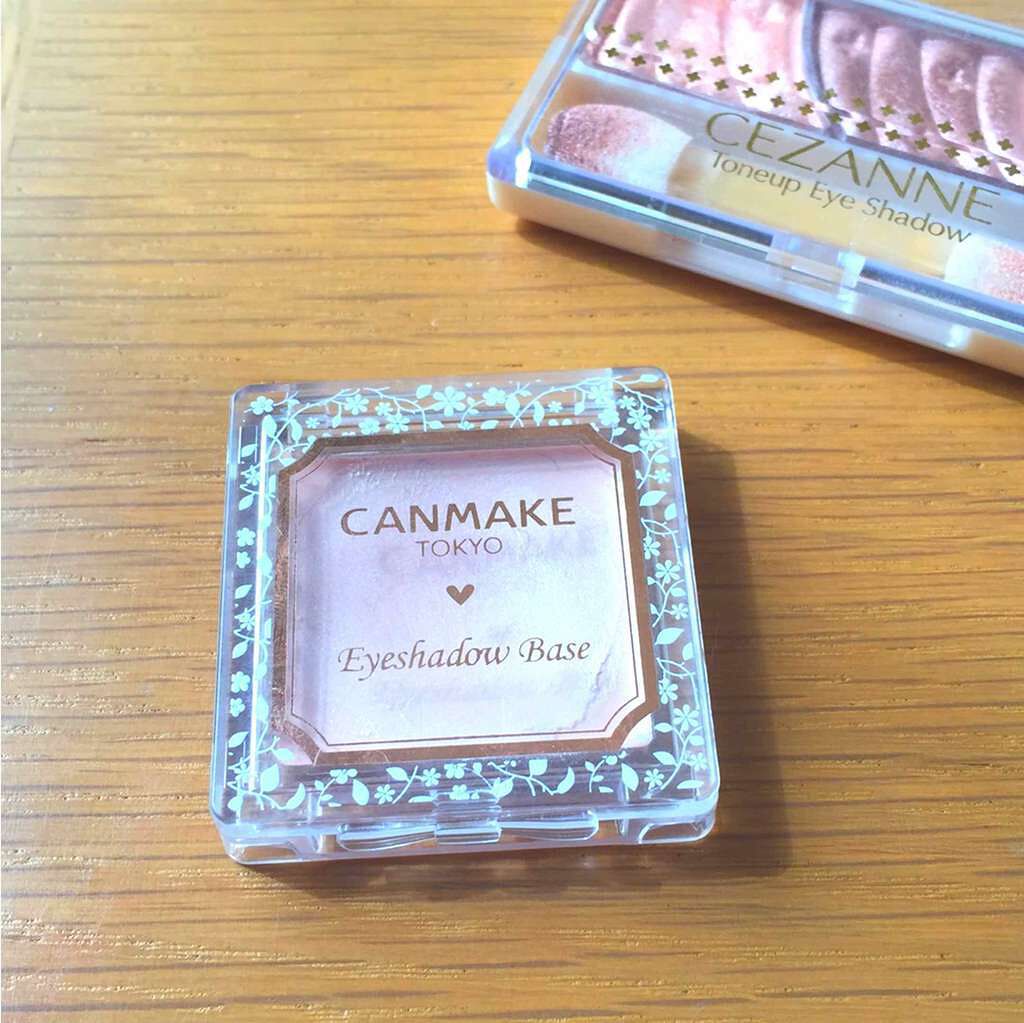 CEZANNE
Toneup Eye Shadow
CANMAKE
TOKYO
Eyeshadow Base